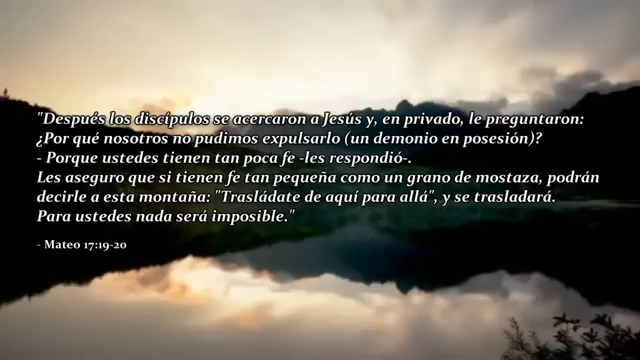 "Después los discípulos se acercaron a Jesús y, en privado, le preguntaron:
¿Por qué nosotros no pudimos expulsarlo (un demonio en posesión)?
- Porque ustedes tienen tan poca fe -les respondió-.
Les aseguro que si tienen fe tan pequeña como un grano de mostaza, podrán
decirle a esta montaña: "Trasládate de aquí para allá", y se trasladará.
Para ustedes nada será imposible."
- Mateo 17:19-20